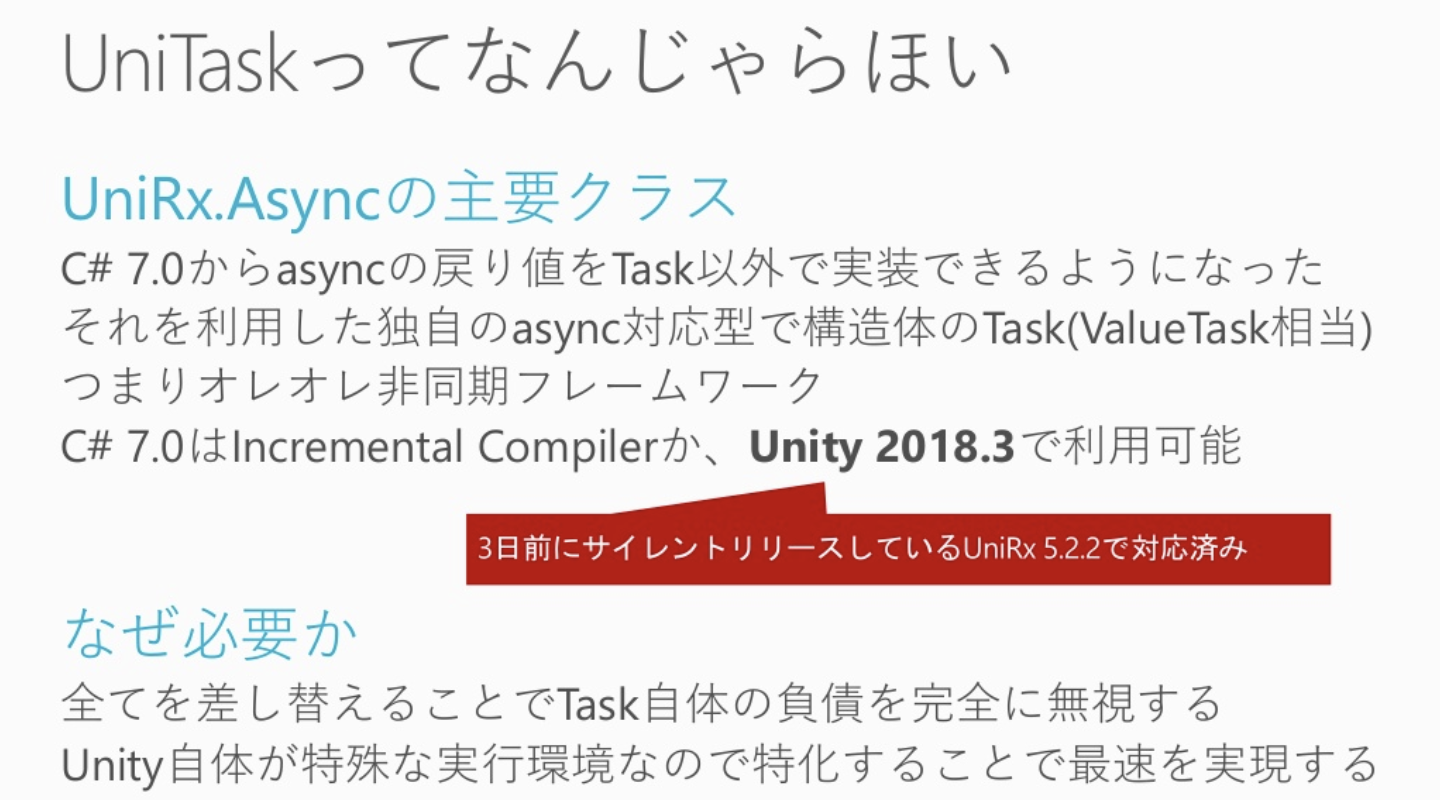 UniTaskってなんじゃらほい
UniRx.Asyncの主要クラス
C# 7.0からasyncの戻り値をTask以外で実装できるようになった
それを利用した独自のasync対応型で構造体のTask(ValueTask相当)
つまりオレオレ非同期フレームワーク
C# 7.0はIncremental Compilerか、Unity 2018.3で利用可能
3日前にサイレントリリースしているUniRx 5.2.2で対応済み
なぜ必要か
全てを差し替えることでTask自体の負債を完全に無視する
Unity自体が特殊な実行環境なので特化することで最速を実現する